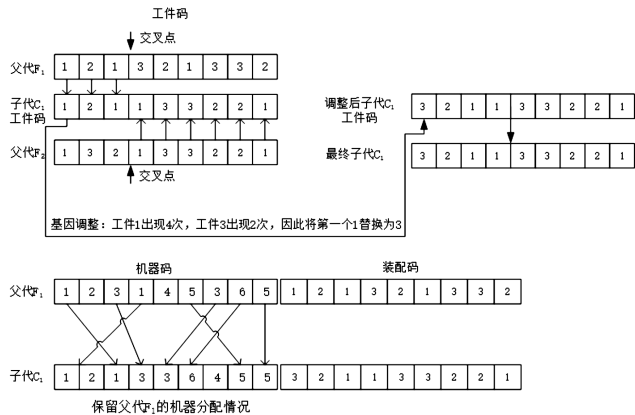 工件码
交叉点
父代F₁ 1 2 1 3 2 1 3 3 2
子代C₁ 工件码 1 2 1 1 3 3 2 2 1
父代F₂ 1 3 2 1 3 3 2 2 1
交叉点
调整后子代C₁ 工件码 3 2 1 1 3 3 2 2 1
最终子代C₁ 3 2 1 1 3 3 2 2 1
基因调整：工件1出现4次，工件3出现2次，因此将第一个1替换为3
机器码 装配码
父代F₁ 1 2 3 1 4 5 3 6 5 1 2 1 3 2 1 3 3 2
子代C₁ 1 2 1 3 3 6 4 5 5 3 2 1 1 3 3 2 2 1
保留父代F₁的机器分配情况